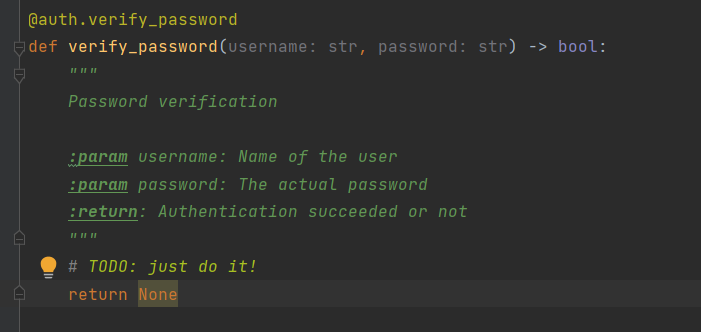 @auth.verify_password
def verify_password(username: str, password: str) -> bool:
"""
Password verification
:param username: Name of the user
:param password: The actual password
:return: Authentication succeeded or not
"""
# TODO: just do it!
return None